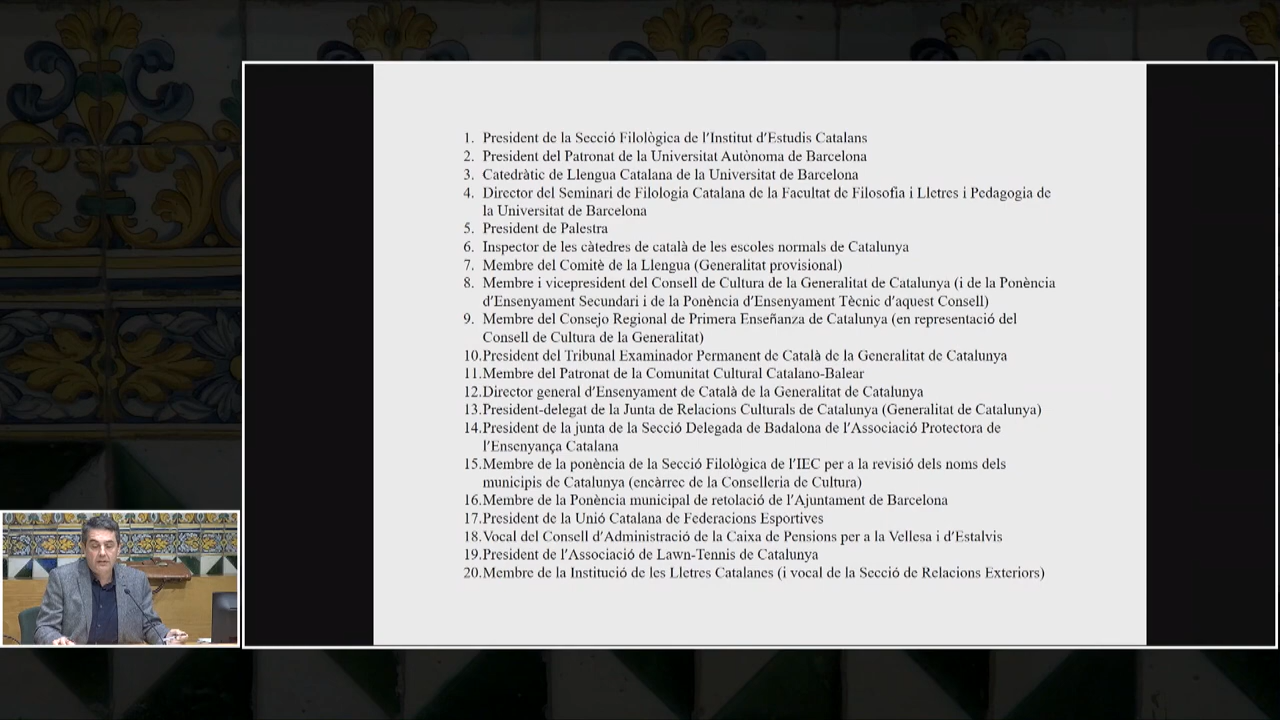 1. President de la Secció Filològica de l'Institut d'Estudis Catalans
2. President del Patronat de la Universitat Autònoma de Barcelona
3. Catedràtic de Llengua Catalana de la Universitat de Barcelona
4. Director del Seminari de Filologia Catalana de la Facultat de Filosofia i Lletres i Pedagogia de
la Universitat de Barcelona
5. President de Palestra
6. Inspector de les càtedres de català de les escoles normals de Catalunya
7. Membre del Comitè de la Llengua (Generalitat provisional)
8. Membre i vicepresident del Consell de Cultura de la Generalitat de Catalunya (i de la Ponència
d'Ensenyament Secundari i de la Ponència d'Ensenyament Tècnic d'aquest Consell)
9. Membre del Consejo Regional de Primera Enseñanza de Catalunya (en representació del
Consell de Cultura de la Generalitat)
10.President del Tribunal Examinador Permanent de Català de la Generalitat de Catalunya
11.Membre del Patronat de la Comunitat Cultural Catalano-Balear
12.Director general d'Ensenyament de Català de la Generalitat de Catalunya
13.President-delegat de la Junta de Relacions Culturals de Catalunya (Generalitat de Catalunya)
14.President de la junta de la Secció Delegada de Badalona de l'Associació Protectora de
l'Ensenyança Catalana
15.Membre de la ponència de la Secció Filològica de l'IEC per a la revisió dels noms dels
municipis de Catalunya (encàrrec de la Conselleria de Cultura)
16.Membre de la Ponència municipal de retolació de l'Ajuntament de Barcelona
17.President de la Unió Catalana de Federacions Esportives
18.Vocal del Consell d'Administració de la Caixa de Pensions per a la Vellesa i d'Estalvis
19.President de l'Associació de Lawn-Tennis de Catalunya
20.Membre de la Institució de les Lletres Catalanes (i vocal de la Secció de Relacions Exteriors)